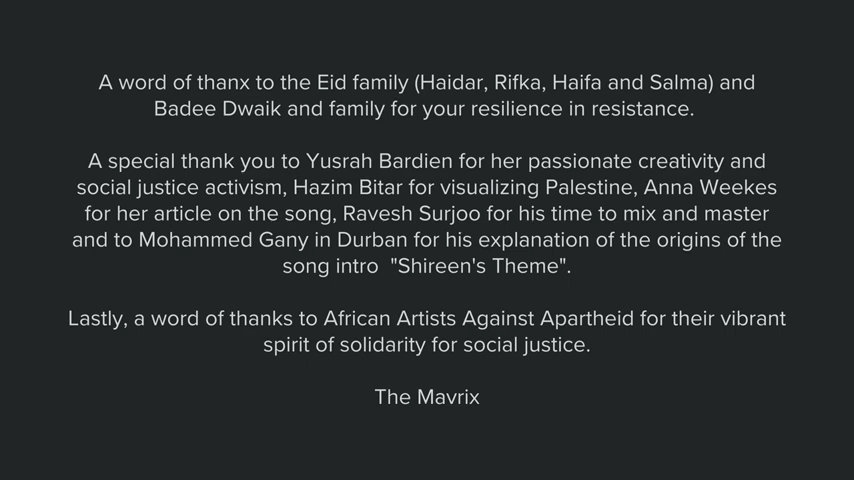 A word of thanx to the Eid family (Haidar, Rifka, Haifa and Salma) and
Badee Dwaik and family for your resilience in resistance.
A special thank you to Yusrah Bardien for her passionate creativity and
social justice activism, Hazim Bitar for visualizing Palestine, Anna Weekes
for her article on the song, Ravesh Surjoo for his time to mix and master
and to Mohammed Gany in Durban for his explanation of the origins of the
song intro "Shireen's Theme".
Lastly, a word of thanks to African Artists Against Apartheid for their vibrant
spirit of solidarity for social justice.
The Mavrix